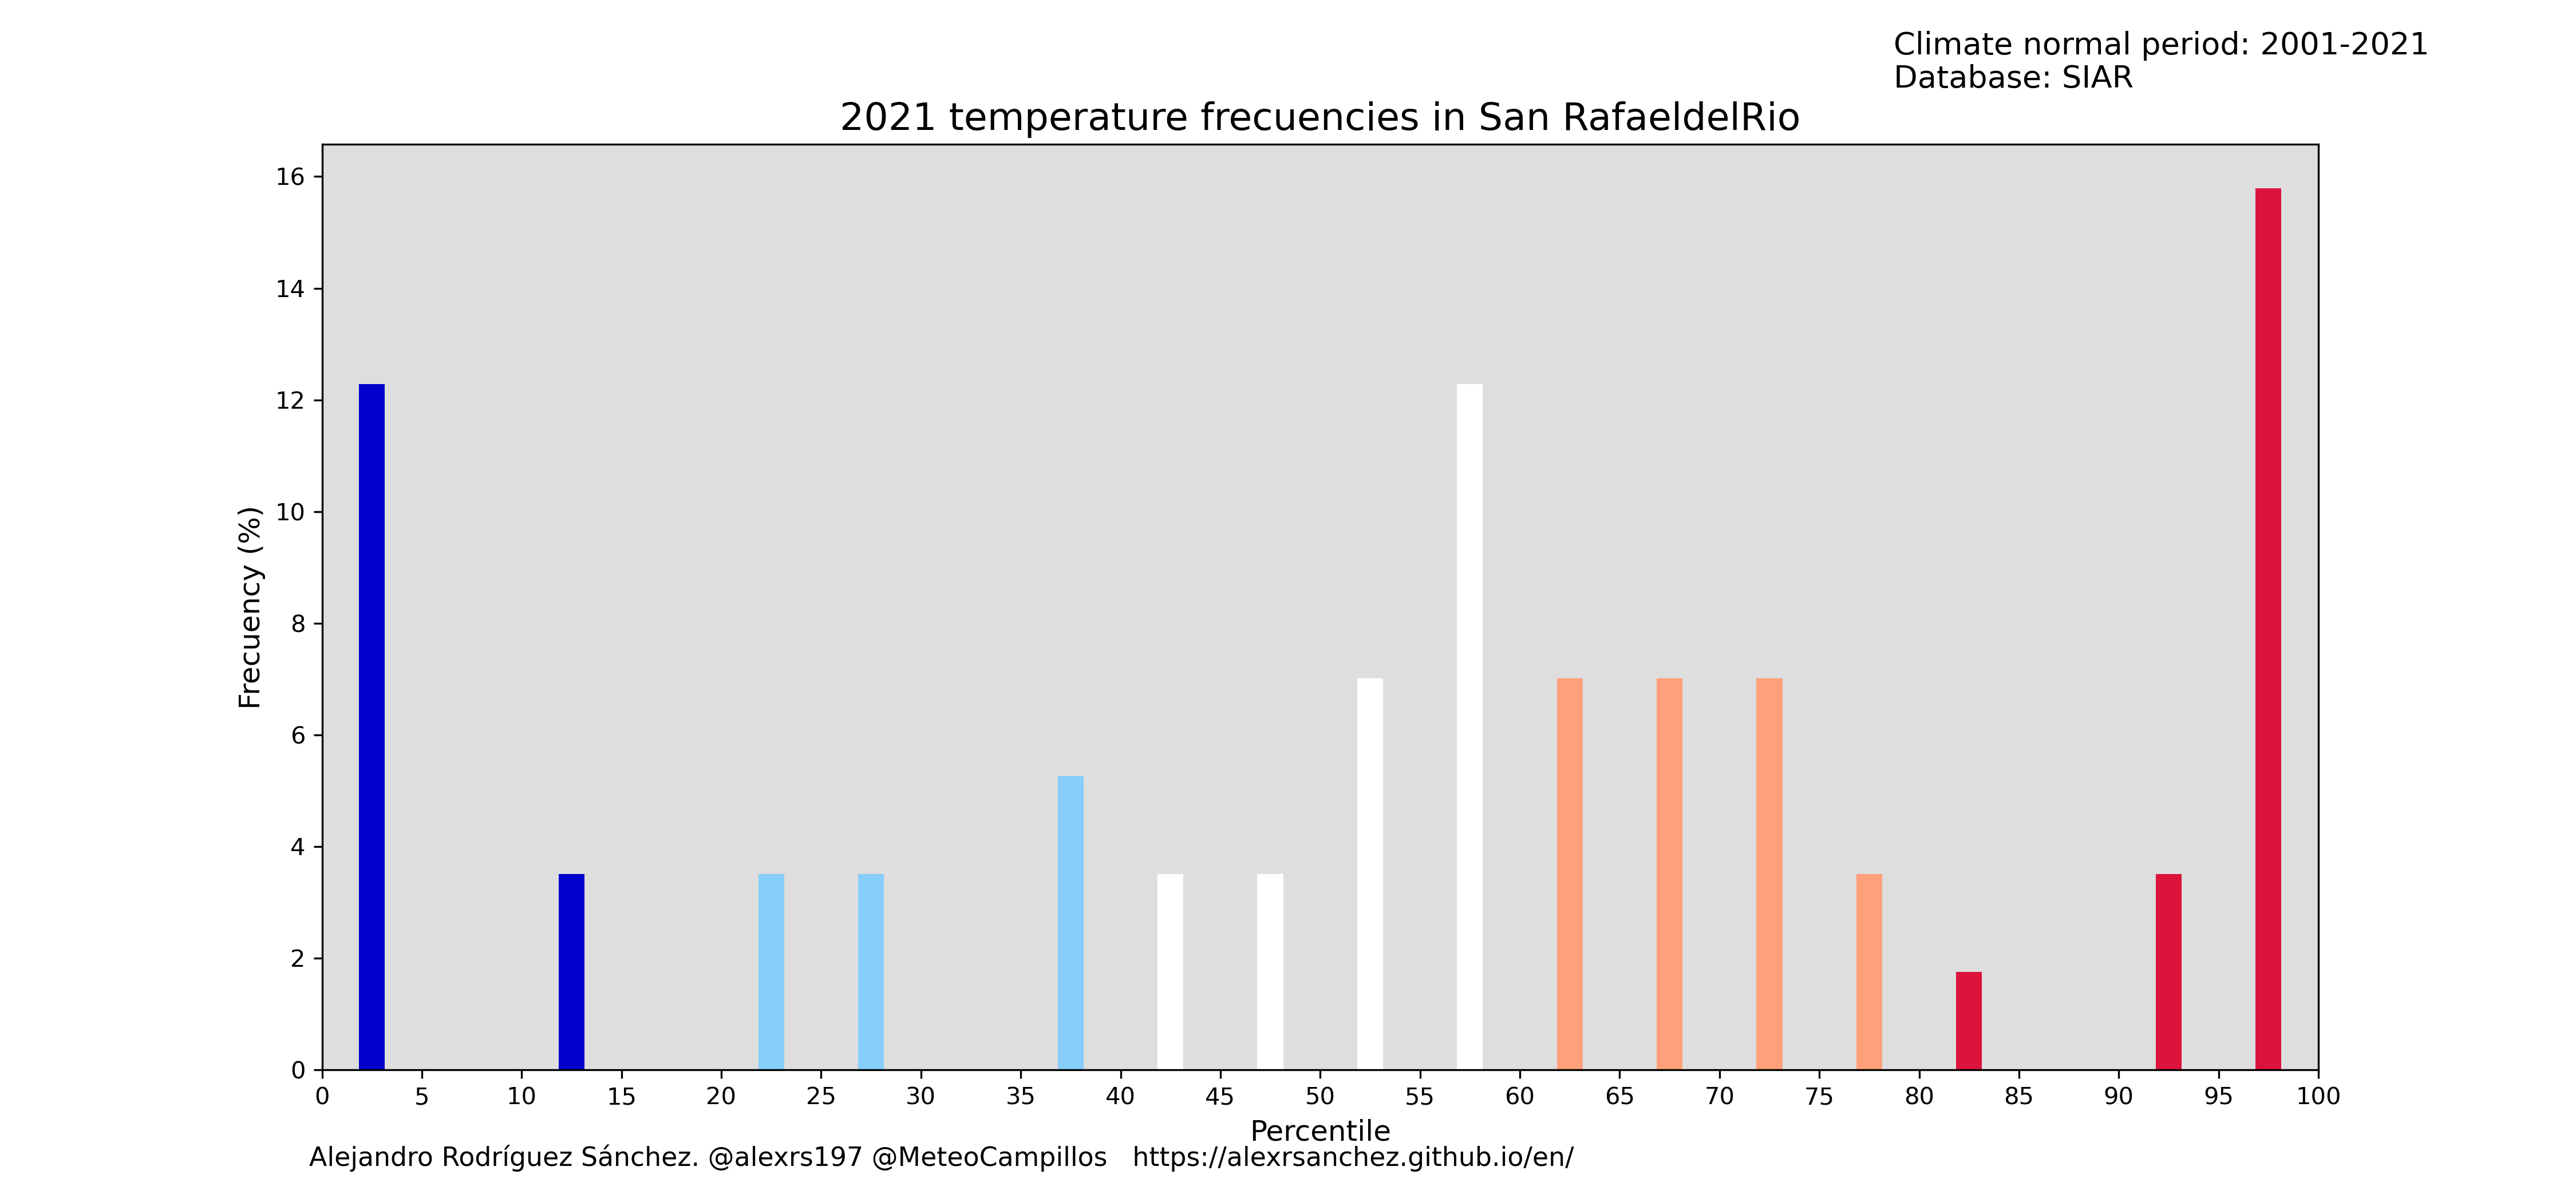 Climate normal period: 2001-2021
Database: SIAR
2021 temperature frecuencies in San RafaeldelRio
16
14
12
10
8
6
4
2
0
Frecuency (%)
0 5 10 15 20 25 30 35 40 45 50 55 60 65 70 75 80 85 90 95 100
Percentile
Alejandro Rodríguez Sánchez. @alexrs197 @MeteoCampillos https://alexrsanchez.github.io/en/